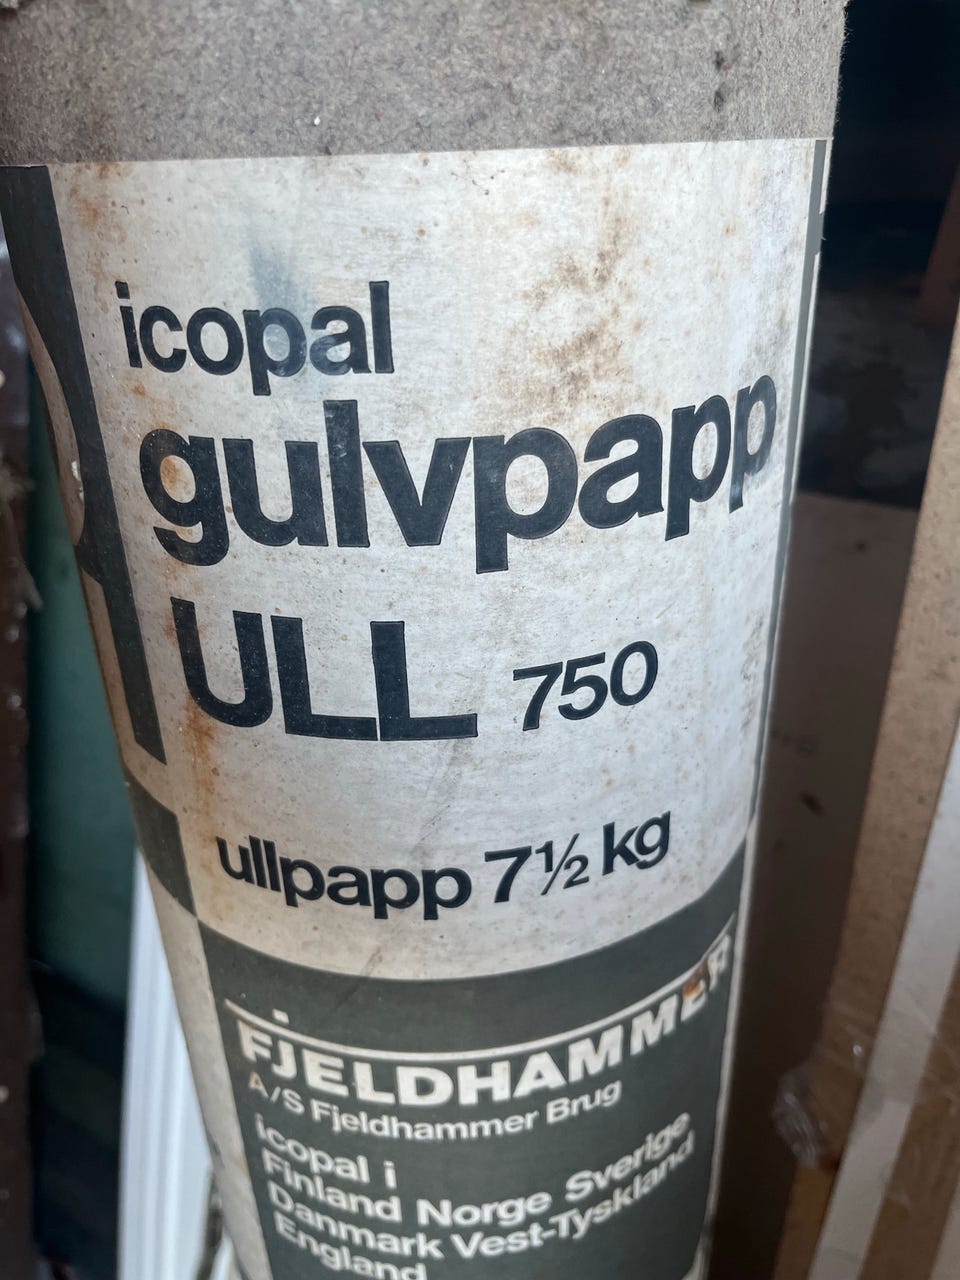 icopal
gulvpapp
ULL 750
ullpapp 7½ kg
FJELDHAMMER
A/S Fjeldhammer Brug
icopal i
Finland Norge Sverige
Danmark Vest-Tyskland
England